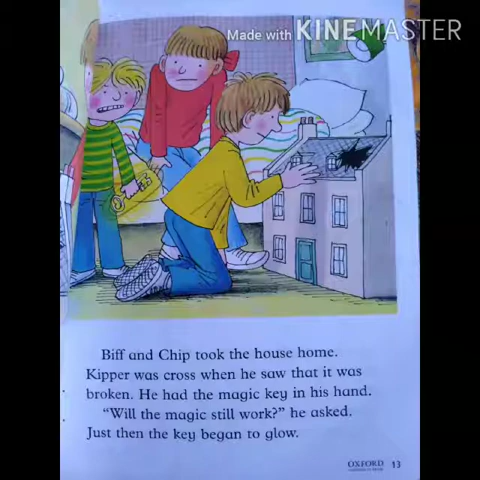 Made with KINEMASTER
Biff and Chip took the house home.
Kipper was cross when he saw that it was
broken. He had the magic key in his hand.
"Will the magic still work?" he asked.
Just then the key began to glow.
OXFORD
13